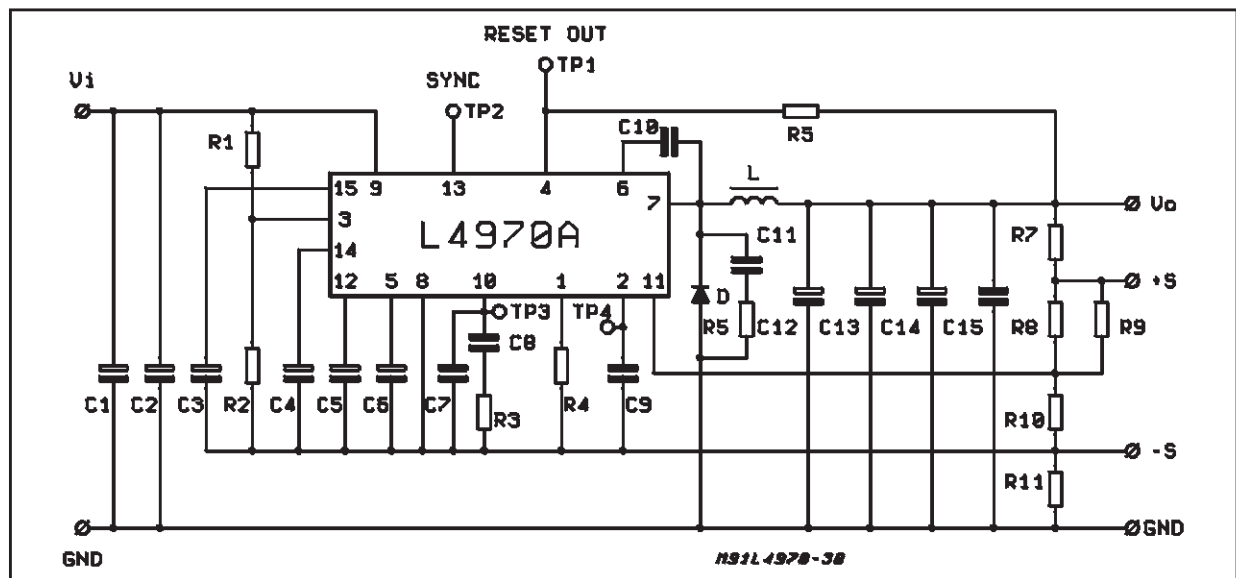 RESET OUT
TP1
Vi
SYNC
TP2
R1
C10
R5
L
15 9 13 4 6
7
Vo
3
L4970A
14
C11
R7
12 5 8 10 1 2 11
+S
TP3
TP4
D
R5
C12
C13
C14
C15
R8
R9
C8
C1
C2
C3
R2
C4
C5
C6
C7
R3
R4
C9
R10
-S
R11
GND
GND
M91L4970-30